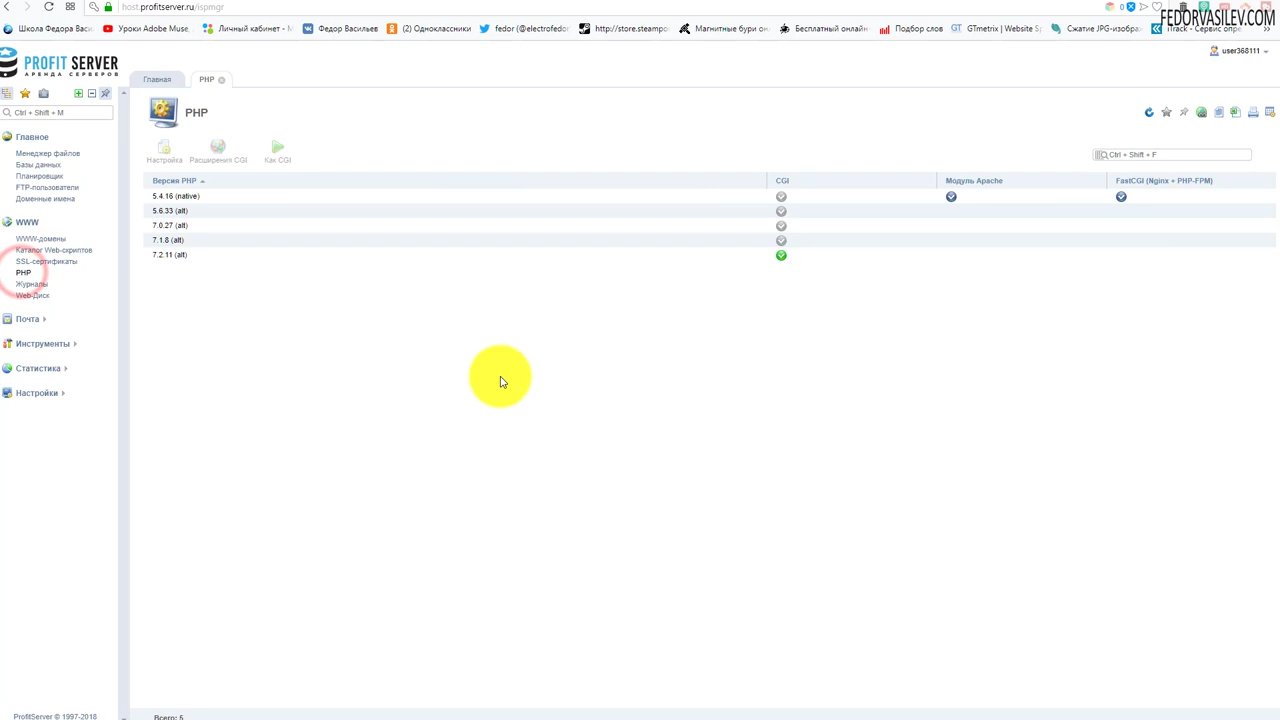 host.profitserver.ru/ispmgr
0
FEDORVASILEV.COM
Школа Федора Васи.
Уроки Adobe Muse,
Личный кабинет - М
Федор Васильев
(2) Одноклассники
fedor (@electrofedor)
http://store.steampo
Магнитные бури он
Бесплатный онлайн
Подбор слов
GTmetrix | Website S
Сжатие JPG-изобра
iTrack - Сервис опре
user368111
PROFIT SERVER
АРЕНДА СЕРВЕРОВ
Главная
PHP
Ctrl + Shift + M
PHP
Главное
Менеджер файлов
Базы данных
Планировщик
FTP-пользователи
Доменные имена
WWW
WWW-домены
Каталог Web-скриптов
SSL-сертификаты
PHP
Журналы
Web-Диск
Почта
Инструменты
Статистика
Настройки
Настройка
Расширения CGI
Как CGI
Ctrl + Shift + F
Версия PHP
CGI
Модуль Apache
FastCGI (Nginx + PHP-FPM)
5.4.16 (native)
5.6.33 (alt)
7.0.27 (alt)
7.1.8 (alt)
7.2.11 (alt)
ProfitServer © 1997-2018
Всего: 5